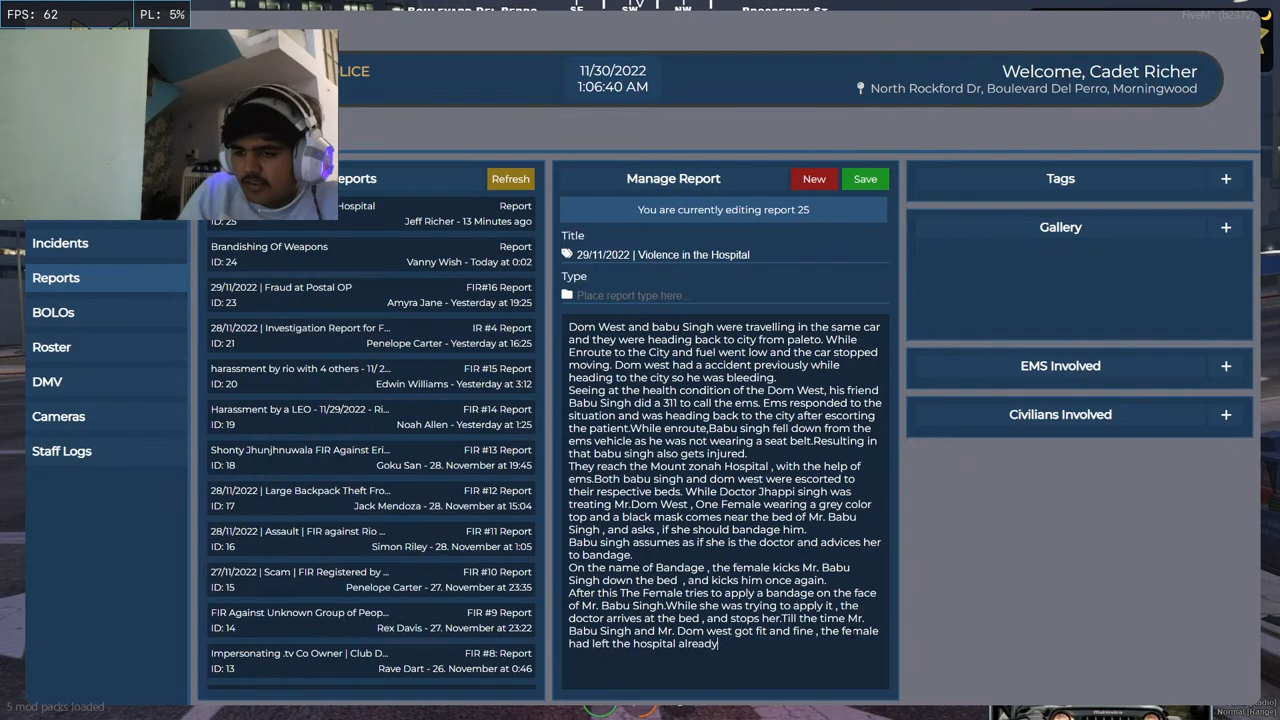 FPS: 62
PL: 5%
BOULEVARD DEL PERRO
SE
SW
NW
PROSPERITY ST
FiveM* (b2372)
LICE
11/30/2022
1:06:40 AM
Welcome, Cadet Richer
North Rockford Dr, Boulevard Del Perro, Morningwood
Incidents
Reports
BOLOs
Roster
DMV
Cameras
Staff Logs
eports
Refresh
Hospital
Report
ID: 25
Jeff Richer - 13 Minutes ago
Brandishing Of Weapons
Report
ID: 24
Vanny Wish - Today at 0:02
29/11/2022 | Fraud at Postal OP
FIR#16 Report
ID: 23
Amyra Jane - Yesterday at 19:25
28/11/2022 | Investigation Report for F...
IR #4 Report
ID: 21
Penelope Carter - Yesterday at 16:25
harassment by rio with 4 others - 11/ 2...
FIR #15 Report
ID: 20
Edwin Williams - Yesterday at 3:12
Harassment by a LEO - 11/29/2022 - Ri...
FIR #14 Report
ID: 19
Noah Allen - Yesterday at 1:25
Shonty Jhunjhnuwala FIR Against Eri...
FIR #13 Report
ID: 18
Goku San - 28. November at 19:45
28/11/2022 | Large Backpack Theft Fro...
FIR #12 Report
ID: 17
Jack Mendoza - 28. November at 15:04
28/11/2022 | Assault | FIR against Rio ...
FIR #11 Report
ID: 16
Simon Riley - 28. November at 1:05
27/11/2022 | Scam | FIR Registered by ...
FIR #10 Report
ID: 15
Penelope Carter - 27. November at 23:35
FIR Against Unknown Group of Peop...
FIR #9 Report
ID: 14
Rex Davis - 27. November at 23:22
Impersonating .tv Co Owner | Club D...
FIR #8: Report
ID: 13
Rave Dart - 26. November at 0:46
Manage Report
New
Save
You are currently editing report 25
Title
29/11/2022 | Violence in the Hospital
Type
Place report type here...
Dom West and babu Singh were travelling in the same car
and they were heading back to city from paleto. While
Enroute to the City and fuel went low and the car stopped
moving. Dom west had a accident previously while
heading to the city so he was bleeding.
Seeing at the health condition of the Dom West, his friend
Babu Singh did a 311 to call the ems. Ems responded to the
situation and was heading back to the city after escorting
the patient.While enroute,Babu singh fell down from the
ems vehicle as he was not wearing a seat belt.Resulting in
that babu singh also gets injured.
They reach the Mount zonah Hospital , with the help of
ems.Both babu singh and dom west were escorted to
their respective beds. While Doctor Jhappi singh was
treating Mr.Dom West , One Female wearing a grey color
top and a black mask comes near the bed of Mr. Babu
Singh , and asks , if she should bandage him.
Babu singh assumes as if she is the doctor and advices her
to bandage.
On the name of Bandage , the female kicks Mr. Babu
Singh down the bed  , and kicks him once again.
After this The Female tries to apply a bandage on the face
of Mr. Babu Singh.While she was trying to apply it , the
doctor arrives at the bed , and stops her.Till the time Mr.
Babu Singh and Mr. Dom west got fit and fine , the female
had left the hospital already
Tags
Gallery
EMS Involved
Civilians Involved
5 mod packs loaded
Normal [Range]